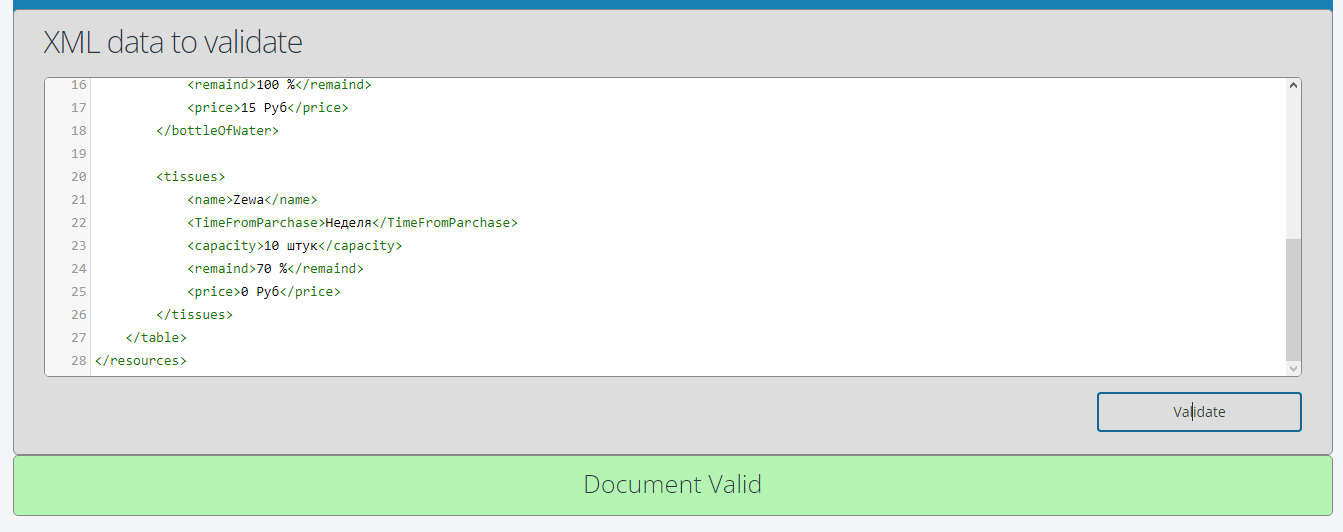 XML data to validate
16 <remaind>100 %</remaind>
17 <price>15 Руб</price>
18 </bottleOfWater>
19
20 <tissues>
21 <name>Zewa</name>
22 <TimeFromParchase>Неделя</TimeFromParchase>
23 <capacity>10 штук</capacity>
24 <remaind>70 %</remaind>
25 <price>0 Руб</price>
26 </tissues>
27 </table>
28 </resources>
Validate
Document Valid